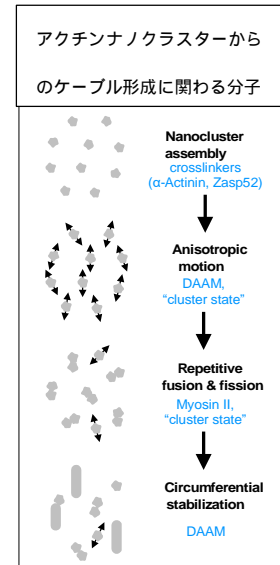 アクチンナノクラスターから
のケーブル形成に関わる分子
Nanocluster
assembly
crosslinkers
(α-Actinin, Zasp52)
Anisotropic
motion
DAAM,
“cluster state”
Repetitive
fusion & fission
Myosin II,
“cluster state”
Circumferential
stabilization
DAAM